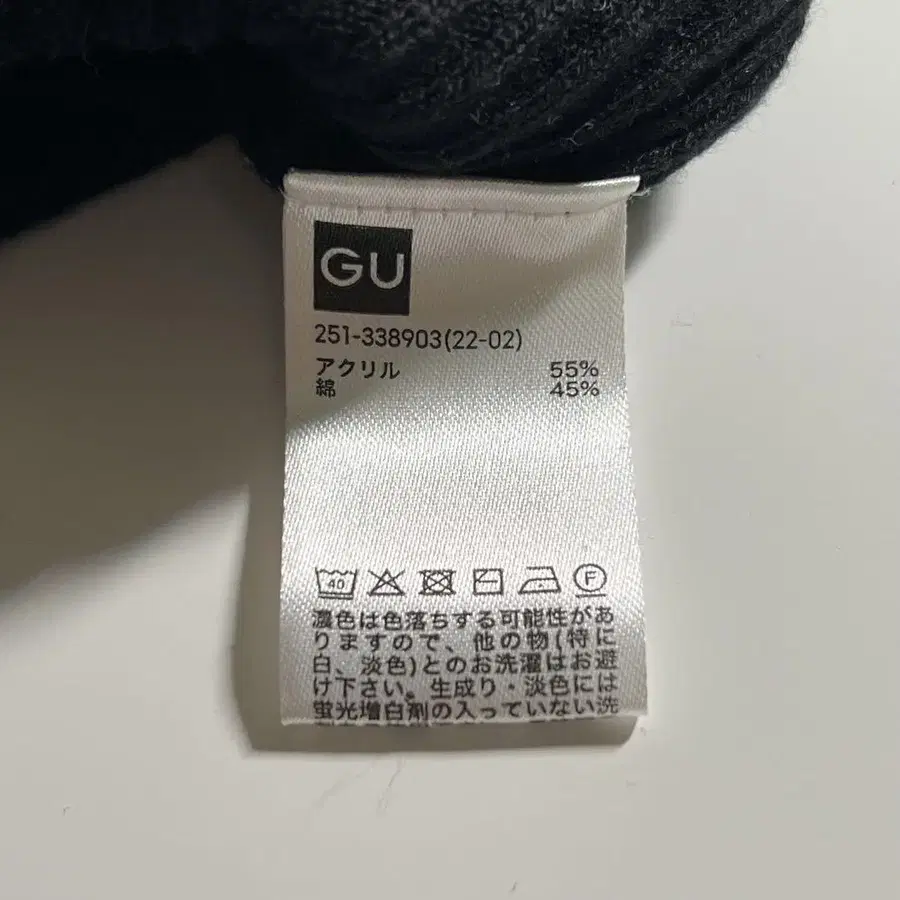 GU
251-338903(22-02)
アクリル 55%
綿 45%
40 F
濃色は色落ちする可能性があ
りますので、他の物(特に
白、淡色)とのお洗濯はお避
け下さい。生成り・淡色には
蛍光増白剤の入っていない洗